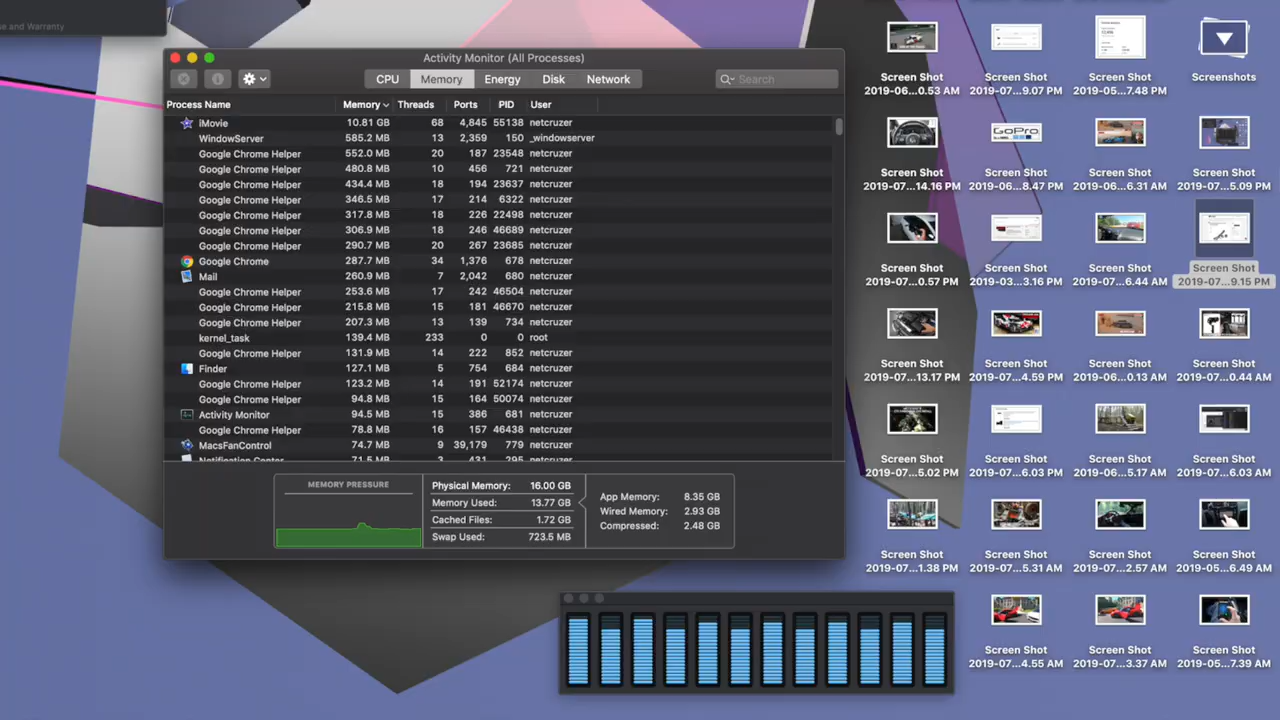 se and Warranty
Activity Monitor (All Processes)
CPU Memory Energy Disk Network
Search
Process Name Memory Threads Ports PID User
iMovie 10.81 GB 68 4,845 55138 netcruzer
WindowServer 585.2 MB 13 2,359 150 _windowserver
Google Chrome Helper 552.0 MB 20 187 23548 netcruzer
Google Chrome Helper 480.8 MB 10 456 721 netcruzer
Google Chrome Helper 434.4 MB 18 194 23637 netcruzer
Google Chrome Helper 346.5 MB 17 214 6322 netcruzer
Google Chrome Helper 317.8 MB 18 226 22498 netcruzer
Google Chrome Helper 306.9 MB 18 netcruzer
Google Chrome Helper 290.7 MB 20 267 23685 netcruzer
Google Chrome 287.7 MB 34 1,376 678 netcruzer
Mail 260.9 MB 7 2,042 680 netcruzer
Google Chrome Helper 253.6 MB 17 242 46504 netcruzer
Google Chrome Helper 215.8 MB 15 181 46670 netcruzer
Google Chrome Helper 207.3 MB 13 139 734 netcruzer
kernel_task 139.4 MB 233 0 0 root
Google Chrome Helper 131.9 MB 14 222 852 netcruzer
Finder 127.1 MB 5 754 684 netcruzer
Google Chrome Helper 123.2 MB 14 191 52174 netcruzer
Google Chrome Helper 94.8 MB 15 164 50074 netcruzer
Activity Monitor 94.5 MB 15 386 681 netcruzer
Google Chrome Helper 78.8 MB 16 157 46438 netcruzer
MacsFanControl 74.7 MB 9 39,179 779 netcruzer
Notification Center 71.5 MB 3 431 295 netcruzer
MEMORY PRESSURE
Physical Memory: 16.00 GB
Memory Used: 13.77 GB
Cached Files: 1.72 GB
Swap Used: 723.5 MB
App Memory: 8.35 GB
Wired Memory: 2.93 GB
Compressed: 2.48 GB
Screen Shot Screen Shot Screen Shot Screenshots
2019-06...0.53 AM 2019-07...9.07 PM 2019-05...7.48 PM
GoPro
Screen Shot Screen Shot Screen Shot Screen Shot
2019-07...14.16 PM 2019-06...8.47 PM 2019-06...6.31 AM 2019-07...5.09 PM
Screen Shot Screen Shot Screen Shot Screen Shot
2019-07...0.57 PM 2019-03...3.16 PM 2019-07...6.44 AM 2019-07...9.15 PM
Screen Shot Screen Shot Screen Shot Screen Shot
2019-07...13.17 PM 2019-07...4.59 PM 2019-06...0.13 AM 2019-07...0.44 AM
Screen Shot Screen Shot Screen Shot Screen Shot
2019-07...5.02 PM 2019-07...6.03 PM 2019-06...5.17 AM 2019-07...6.03 AM
Screen Shot Screen Shot Screen Shot Screen Shot
2019-07...1.38 PM 2019-07...5.31 AM 2019-07...2.57 AM 2019-05...6.49 AM
Screen Shot Screen Shot Screen Shot
2019-07...4.55 AM 2019-07...3.37 AM 2019-05...7.39 AM